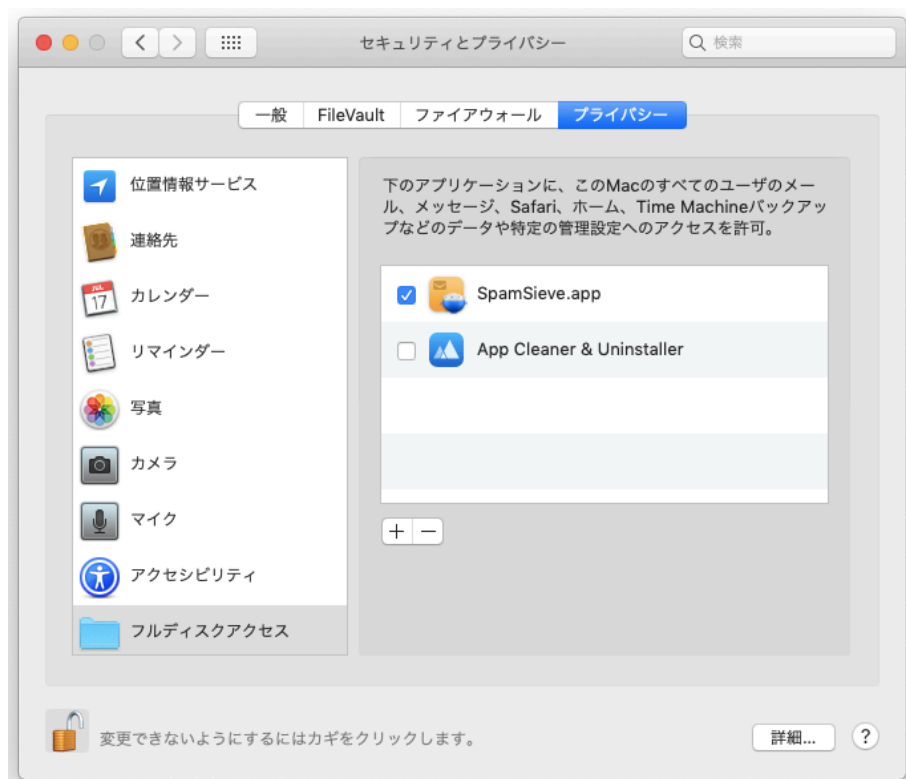 セキュリティとプライバシー
検索
一般
FileVault
ファイアウォール
プライバシー
位置情報サービス
連絡先
JUL
17
カレンダー
リマインダー
写真
カメラ
マイク
アクセシビリティ
フルディスクアクセス
下のアプリケーションに、このMacのすべてのユーザのメー
ル、メッセージ、Safari、ホーム、Time Machineバックアッ
プなどのデータや特定の管理設定へのアクセスを許可。
SpamSieve.app
App Cleaner & Uninstaller
+
−
変更できないようにするにはカギをクリックします。
詳細...
?